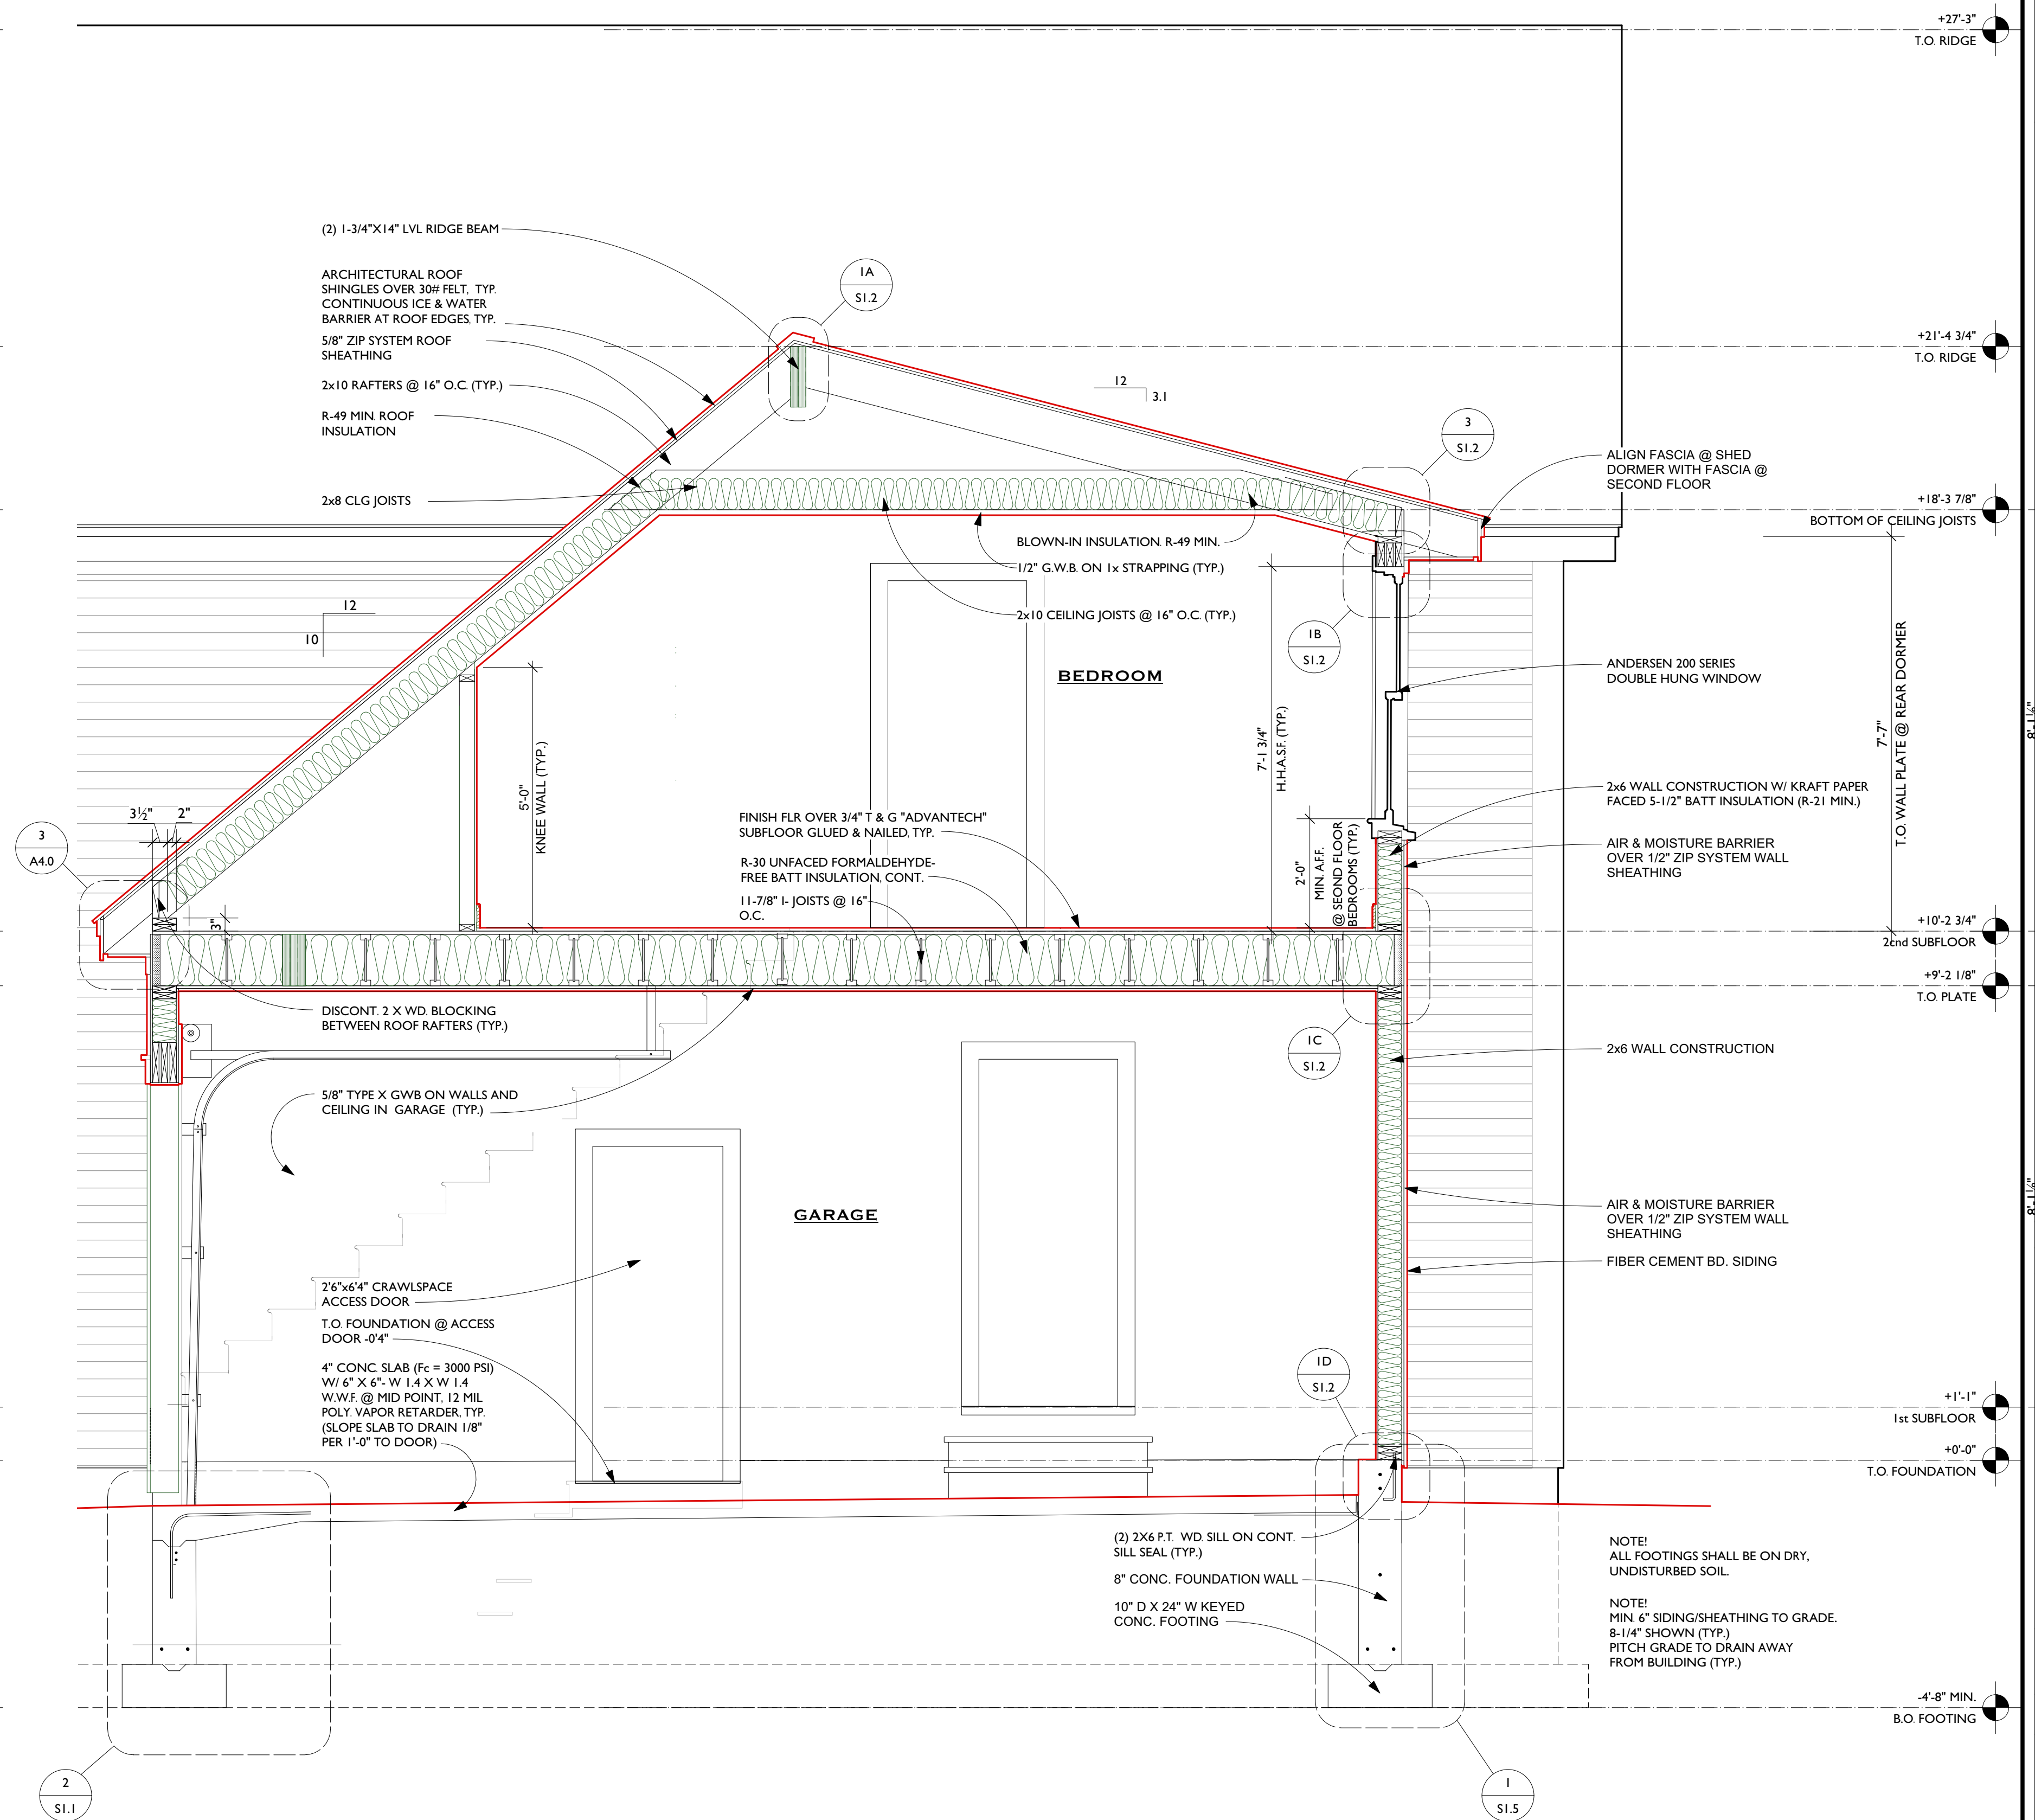 +27'-3"
T.O. RIDGE
(2) 1-3/4"X14" LVL RIDGE BEAM
ARCHITECTURAL ROOF
SHINGLES OVER 30# FELT, TYP.
CONTINUOUS ICE & WATER
BARRIER AT ROOF EDGES, TYP.
5/8" ZIP SYSTEM ROOF
SHEATHING
2x10 RAFTERS @ 16" O.C. (TYP.)
R-49 MIN. ROOF
INSULATION
2x8 CLG JOISTS
1A
S1.2
+21'-4 3/4"
T.O. RIDGE
12
3.1
3
S1.2
ALIGN FASCIA @ SHED
DORMER WITH FASCIA @
SECOND FLOOR
+18'-3 7/8"
BOTTOM OF CEILING JOISTS
BLOWN-IN INSULATION. R-49 MIN.
1/2" G.W.B. ON 1x STRAPPING (TYP.)
2x10 CEILING JOISTS @ 16" O.C. (TYP.)
12
10
1B
S1.2
BEDROOM
ANDERSEN 200 SERIES
DOUBLE HUNG WINDOW
7'-7"
T.O. WALL PLATE @ REAR DORMER
8'-1½"
5'-0"
KNEE WALL (TYP.)
7'-1 3/4"
H.H.A.S.F. (TYP.)
2'-0"
MIN. A.F.F.
@ SEOND FLOOR
BEDROOMS (TYP.)
2x6 WALL CONSTRUCTION W/ KRAFT PAPER
FACED 5-1/2" BATT INSULATION (R-21 MIN.)
AIR & MOISTURE BARRIER
OVER 1/2" ZIP SYSTEM WALL
SHEATHING
3½"
2"
3
A4.0
3"
FINISH FLR OVER 3/4" T & G "ADVANTECH"
SUBFLOOR GLUED & NAILED, TYP.
R-30 UNFACED FORMALDEHYDE-
FREE BATT INSULATION, CONT.
11-7/8" I- JOISTS @ 16"
O.C.
+10'-2 3/4"
2cnd SUBFLOOR
+9'-2 1/8"
T.O. PLATE
DISCONT. 2 X WD. BLOCKING
BETWEEN ROOF RAFTERS (TYP.)
1C
S1.2
2x6 WALL CONSTRUCTION
5/8" TYPE X GWB ON WALLS AND
CEILING IN GARAGE (TYP.)
GARAGE
8'-1½"
AIR & MOISTURE BARRIER
OVER 1/2" ZIP SYSTEM WALL
SHEATHING
FIBER CEMENT BD. SIDING
2'6"x6'4" CRAWLSPACE
ACCESS DOOR
T.O. FOUNDATION @ ACCESS
DOOR -0'4"
4" CONC. SLAB (Fc = 3000 PSI)
W/ 6" X 6"- W 1.4 X W 1.4
W.W.F. @ MID POINT, 12 MIL
POLY. VAPOR RETARDER, TYP.
(SLOPE SLAB TO DRAIN 1/8"
PER 1'-0" TO DOOR)
1D
S1.2
+1'-1"
1st SUBFLOOR
+0'-0"
T.O. FOUNDATION
(2) 2X6 P.T. WD. SILL ON CONT.
SILL SEAL (TYP.)
8" CONC. FOUNDATION WALL
10" D X 24" W KEYED
CONC. FOOTING
NOTE!
ALL FOOTINGS SHALL BE ON DRY,
UNDISTURBED SOIL.
NOTE!
MIN. 6" SIDING/SHEATHING TO GRADE.
8-1/4" SHOWN (TYP.)
PITCH GRADE TO DRAIN AWAY
FROM BUILDING (TYP.)
-4'-8" MIN.
B.O. FOOTING
2
S1.1
1
S1.5